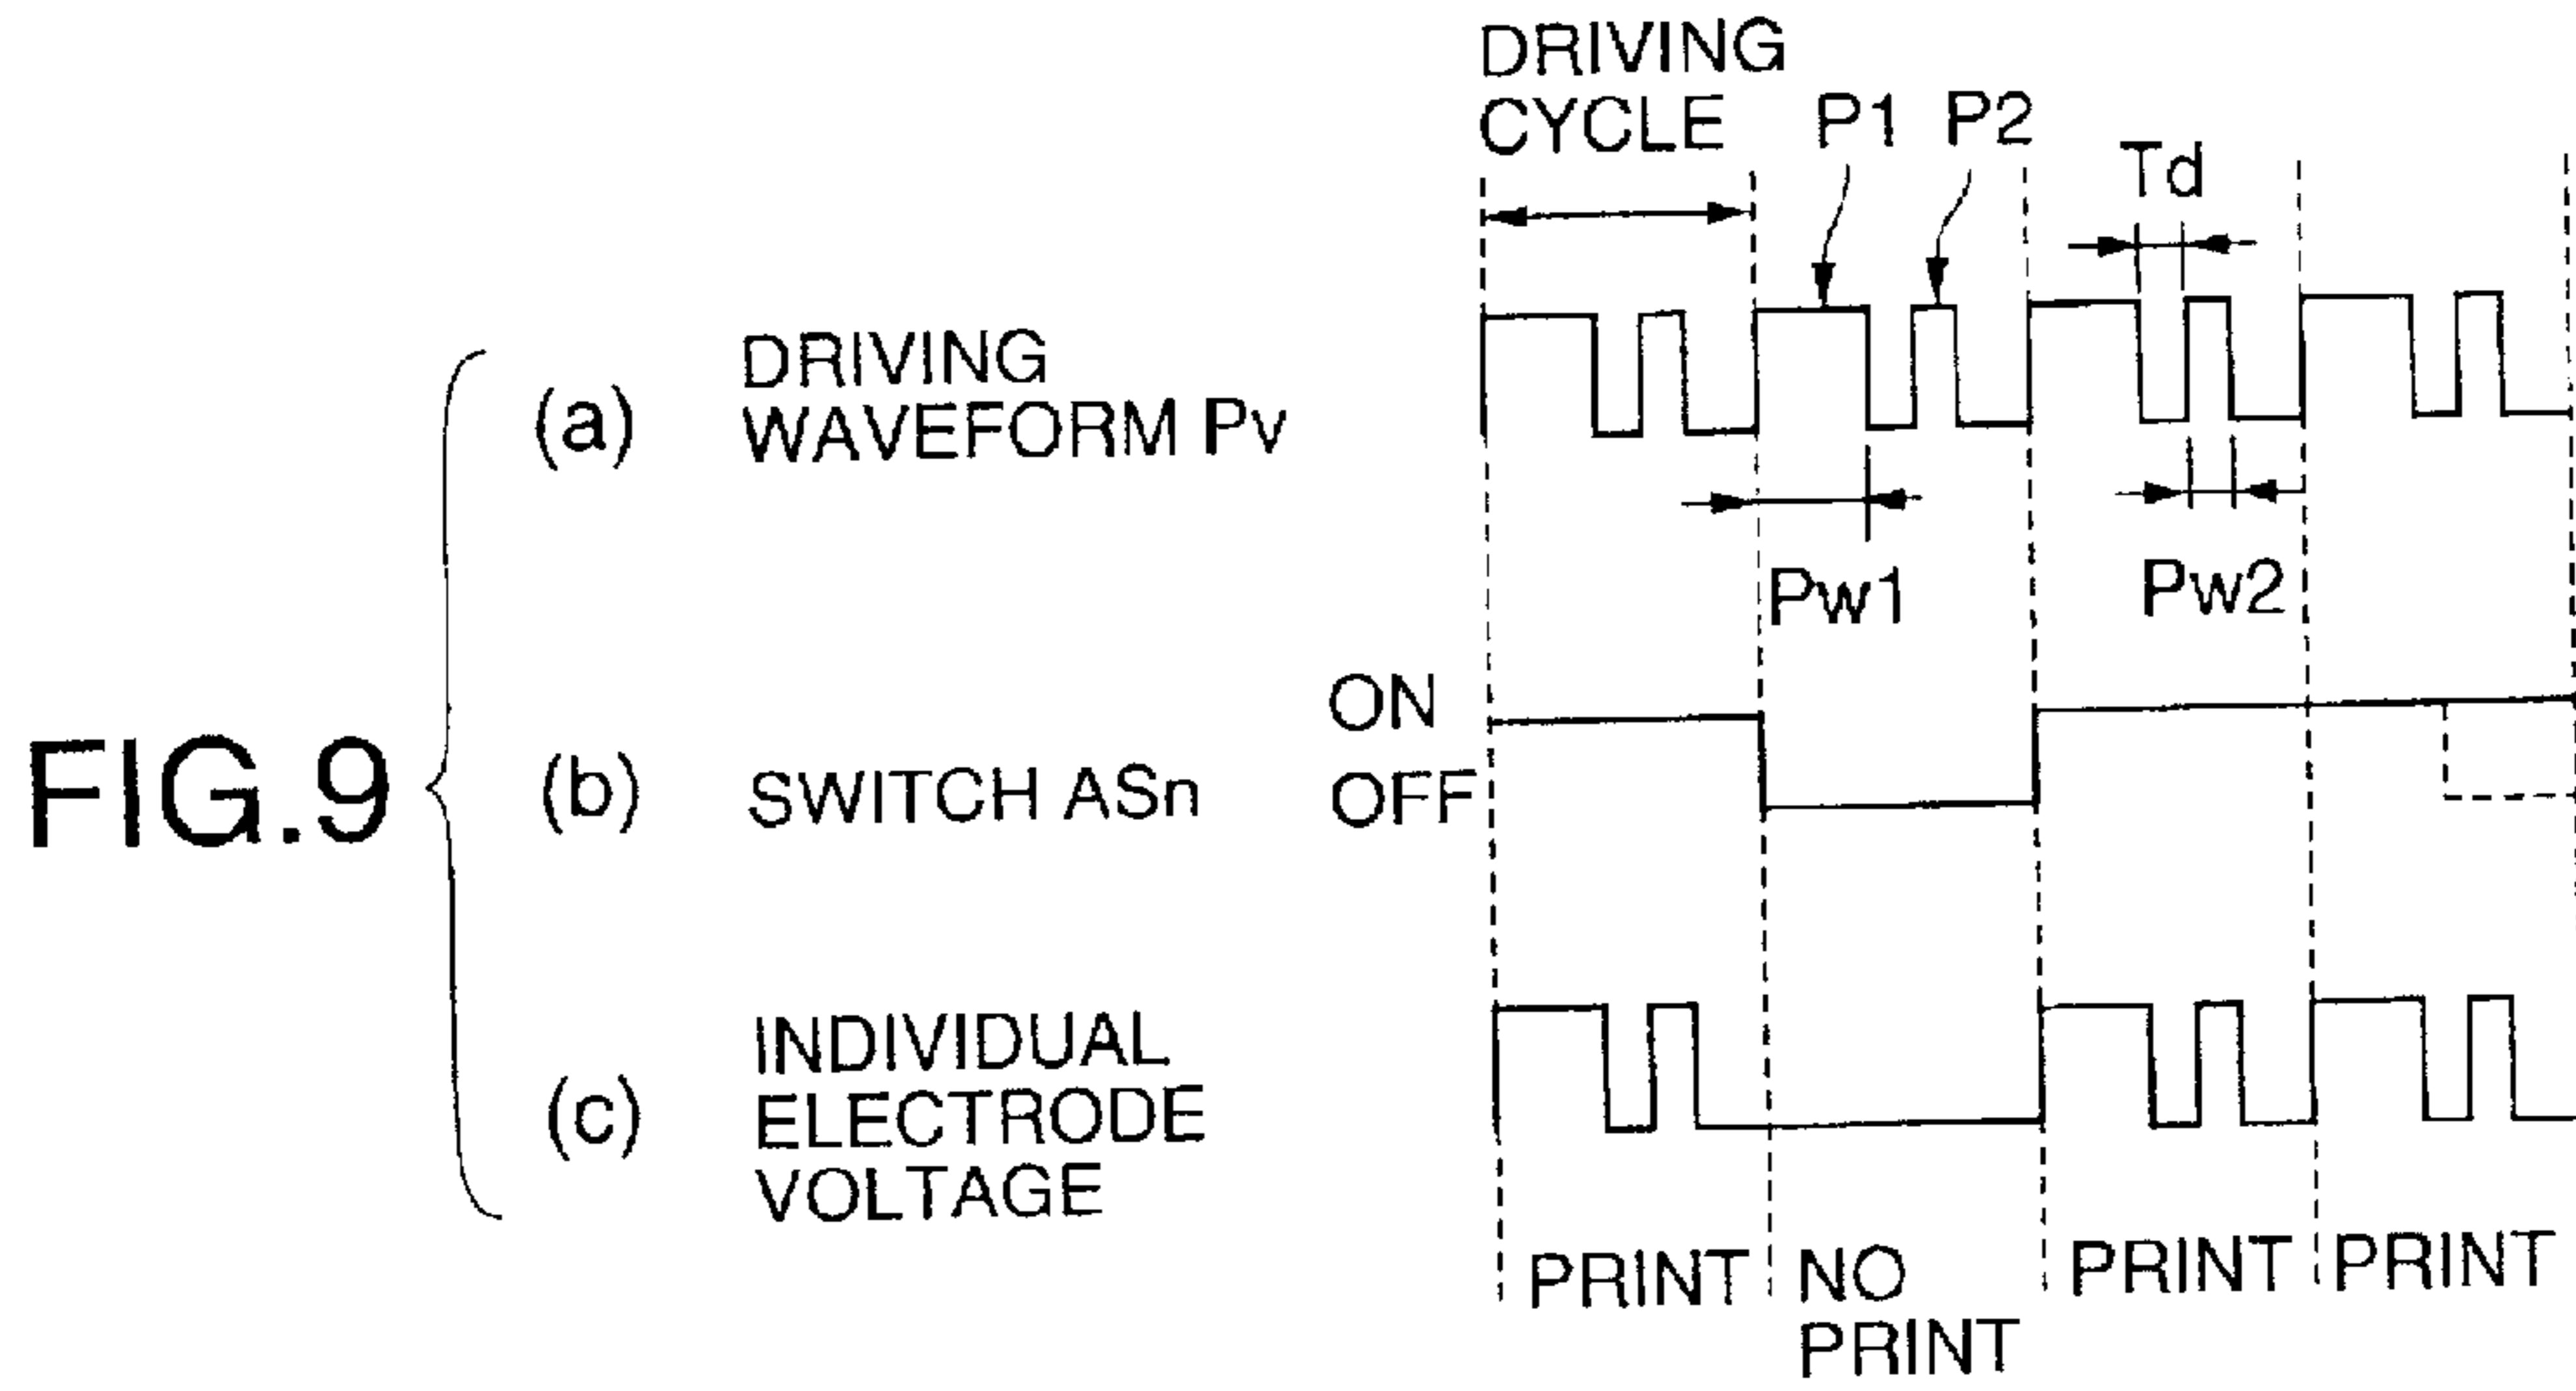 DRIVING
CYCLE
P1
P2
Td
(a)
DRIVING
WAVEFORM Pv
Pw1
Pw2
FIG.9
(b)
SWITCH ASn
ON
OFF
(c)
INDIVIDUAL
ELECTRODE
VOLTAGE
PRINT
NO
PRINT
PRINT
PRINT